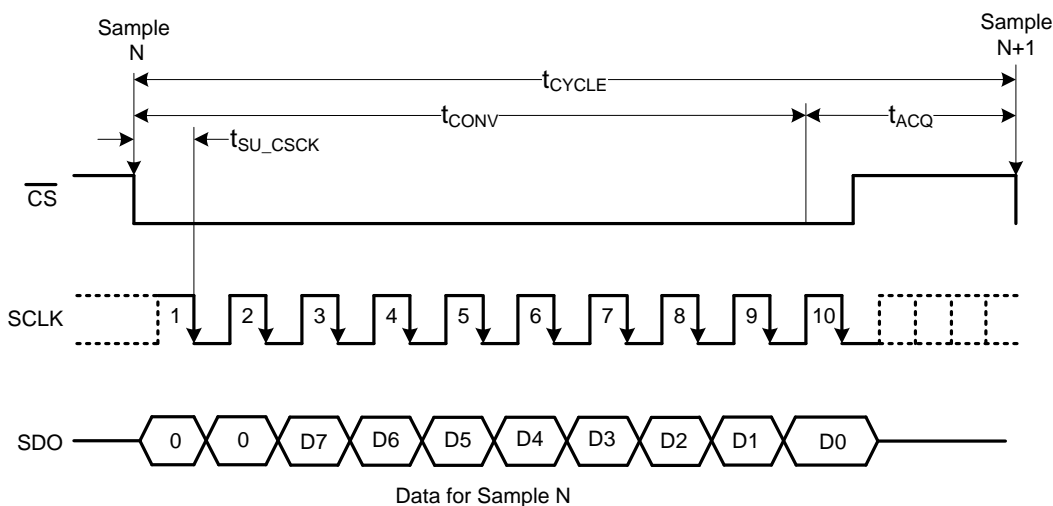 Sample
N
Sample
N+1
tCYCLE
tCONV
tACQ
tSU_CSCK
CS
SCLK
1 2 3 4 5 6 7 8 9 10
SDO
0 0 D7 D6 D5 D4 D3 D2 D1 D0
Data for Sample N